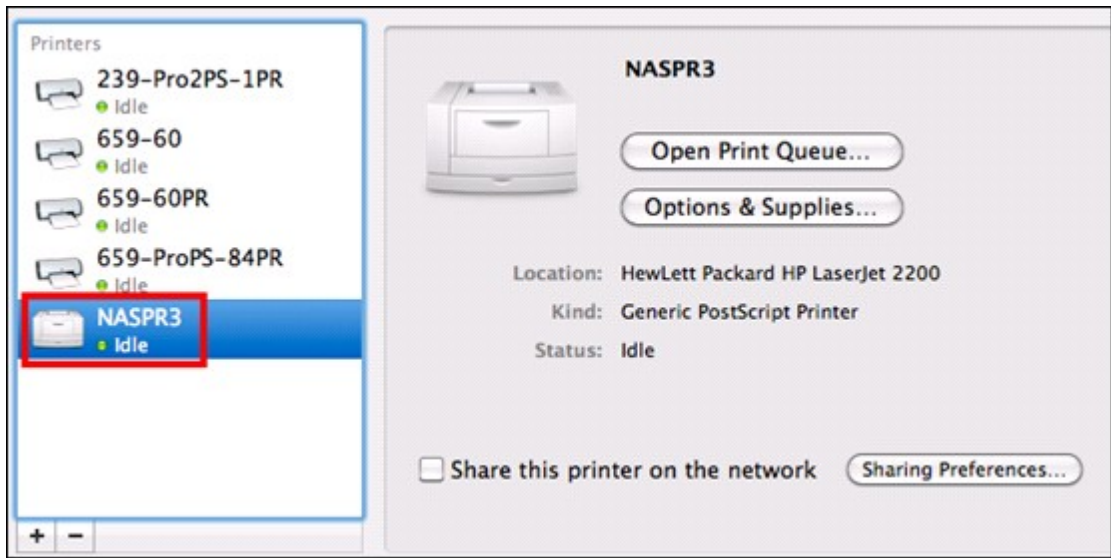 Printers
239-Pro2PS-1PR
Idle
659-60
Idle
659-60PR
Idle
659-ProPS-84PR
Idle
NASPR3
Idle
NASPR3
Open Print Queue...
Options & Supplies...
Location: HewLett Packard HP LaserJet 2200
Kind: Generic PostScript Printer
Status: Idle
Share this printer on the network Sharing Preferences...
+ −